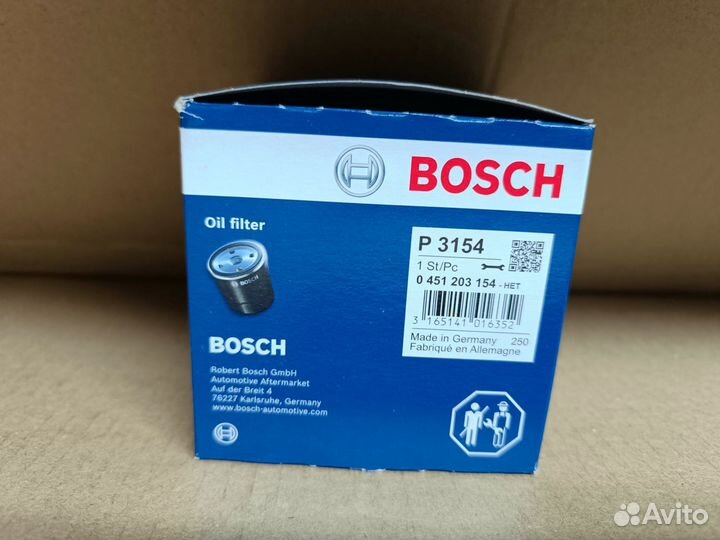 BOSCH
Oil filter
BOSCH
P 3154
1 St/Pc
0 451 203 154 - HET
3 165141 016352
Made in Germany 250
Fabriqué en Allemagne
BOSCH
Robert Bosch GmbH
Automotive Aftermarket
Auf der Breit 4
76227 Karlsruhe, Germany
www.bosch-automotive.com
Avito